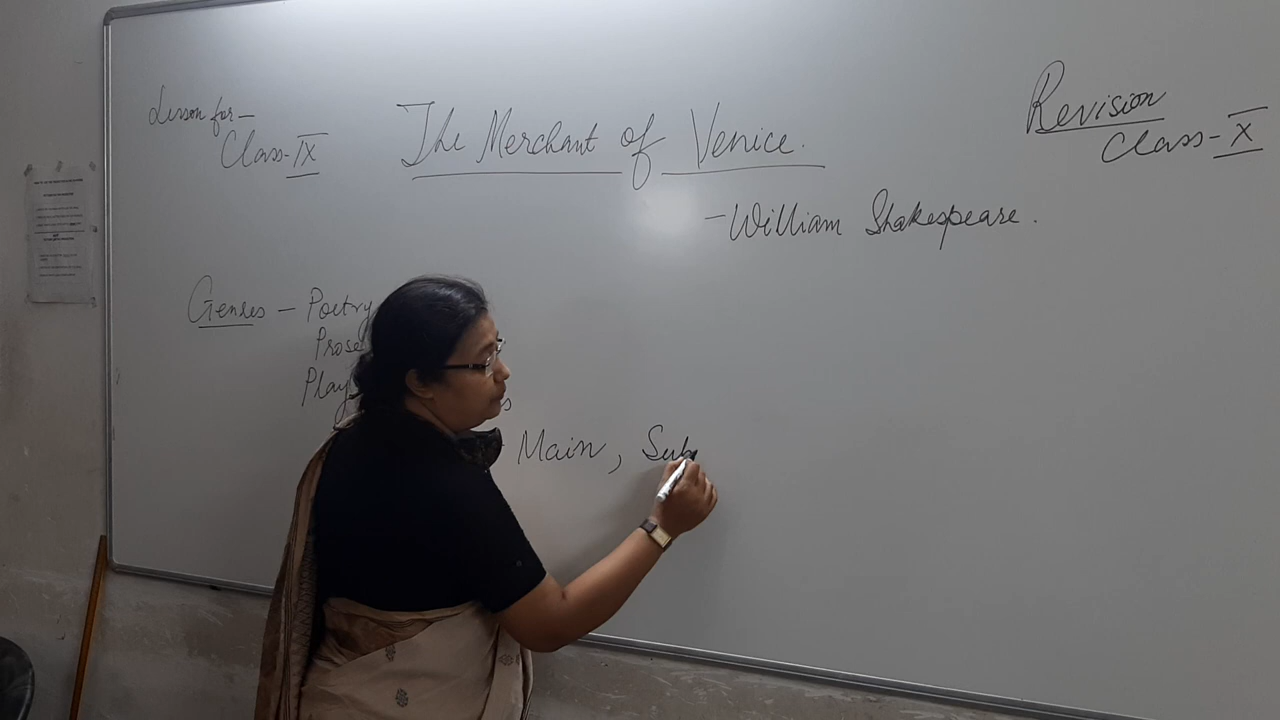 Lesson for-
Class-IX
The Merchant of Venice.
Revision
Class-X
-William Shakespeare.
Genres - Poetry
Prose
Play
Main, Sub